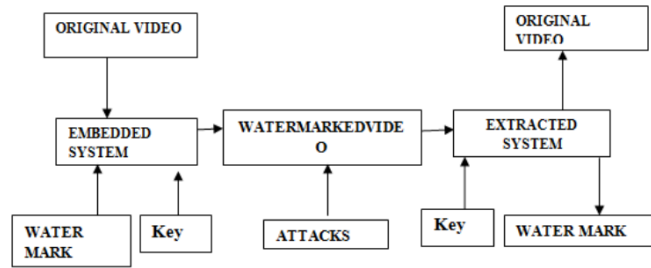 ORIGINAL VIDEO
ORIGINAL
VIDEO
EMBEDDED
SYSTEM
WATERMARKEDVIDE
O
EXTRACTED
SYSTEM
WATER
MARK
Key
ATTACKS
Key
WATER MARK